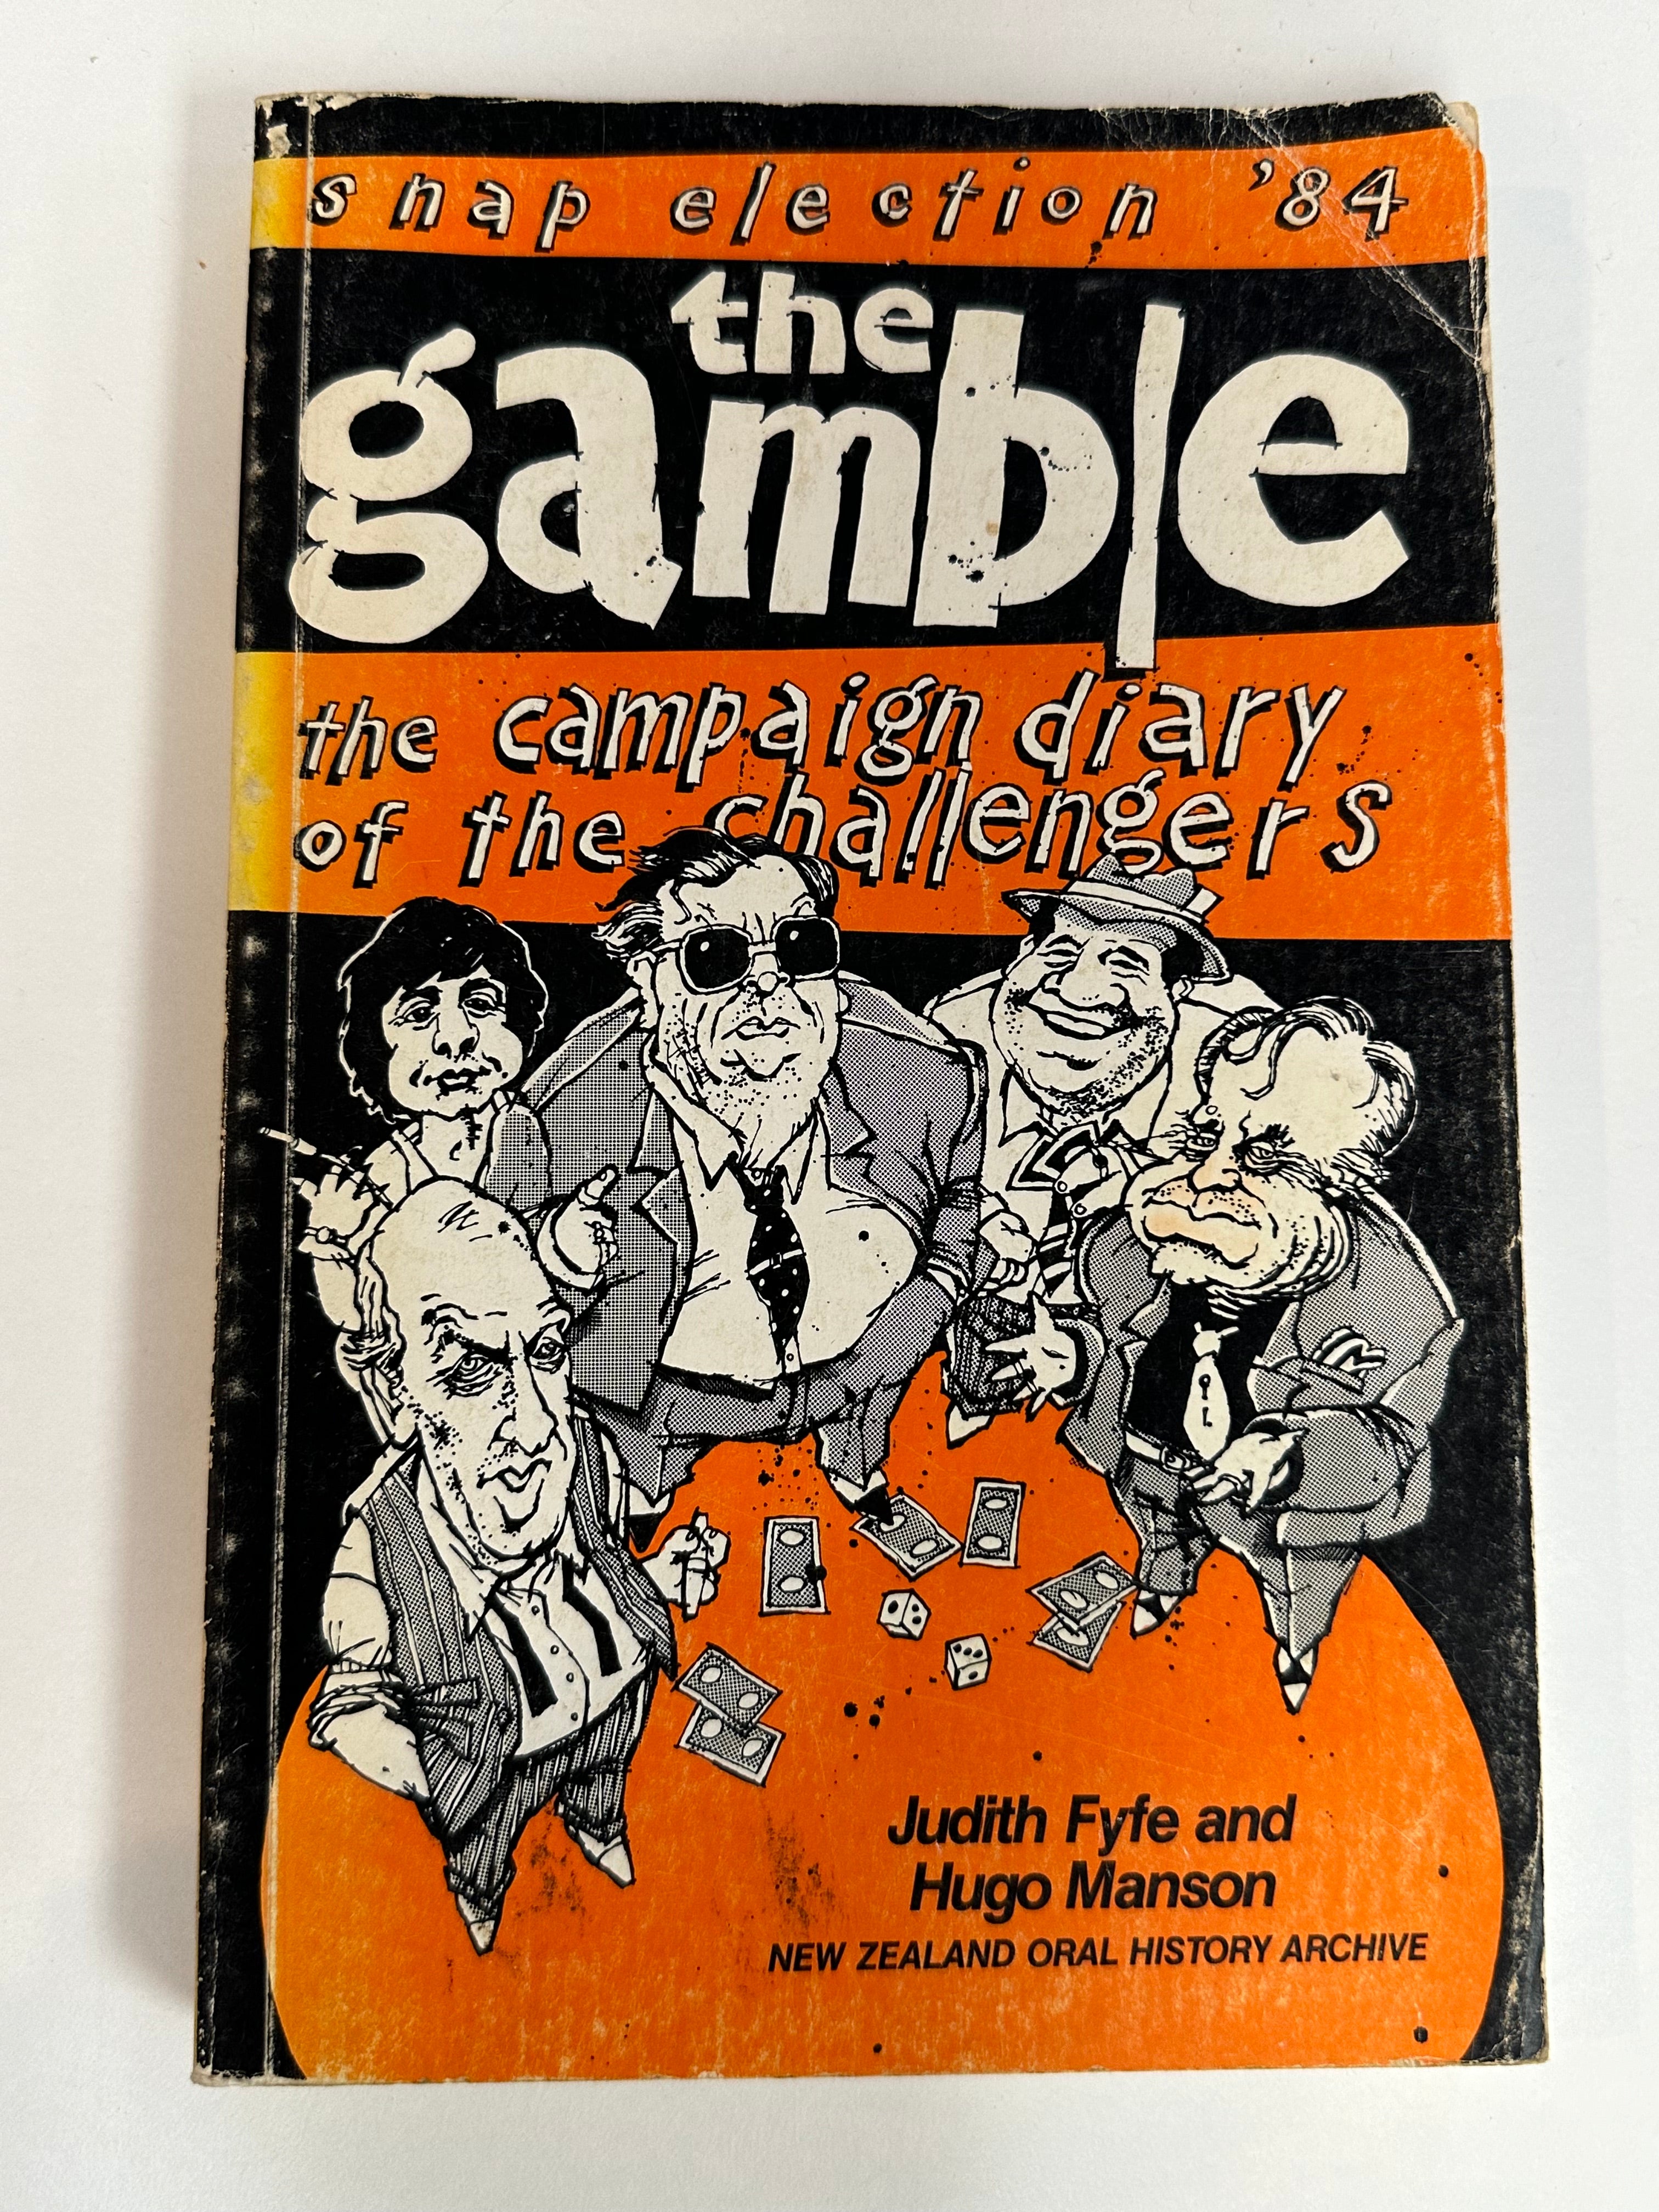 snap election '84
the
gamble
the campaign diary
of the challengers
OIL
Judith Fyfe and
Hugo Manson
NEW ZEALAND ORAL HISTORY ARCHIVE